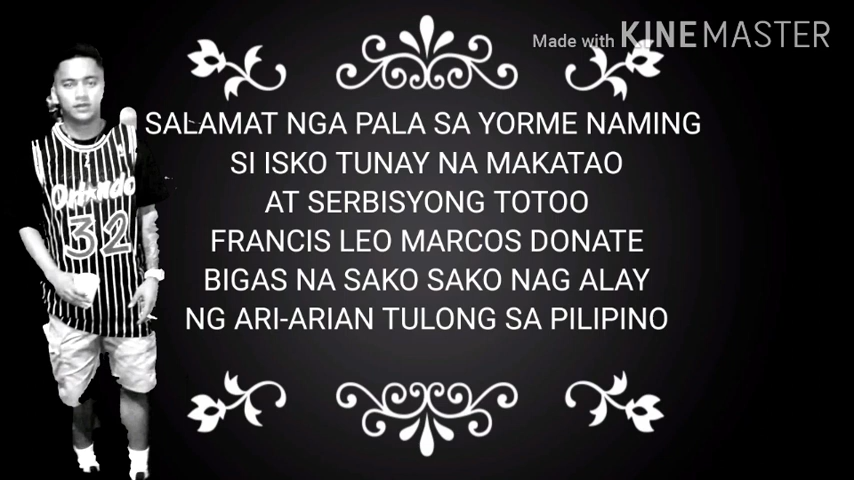 Made with KINEMASTER
SALAMAT NGA PALA SA YORME NAMING
SI ISKO TUNAY NA MAKATAO
AT SERBISYONG TOTOO
FRANCIS LEO MARCOS DONATE
BIGAS NA SAKO SAKO NAG ALAY
NG ARI-ARIAN TULONG SA PILIPINO
Orlando
32